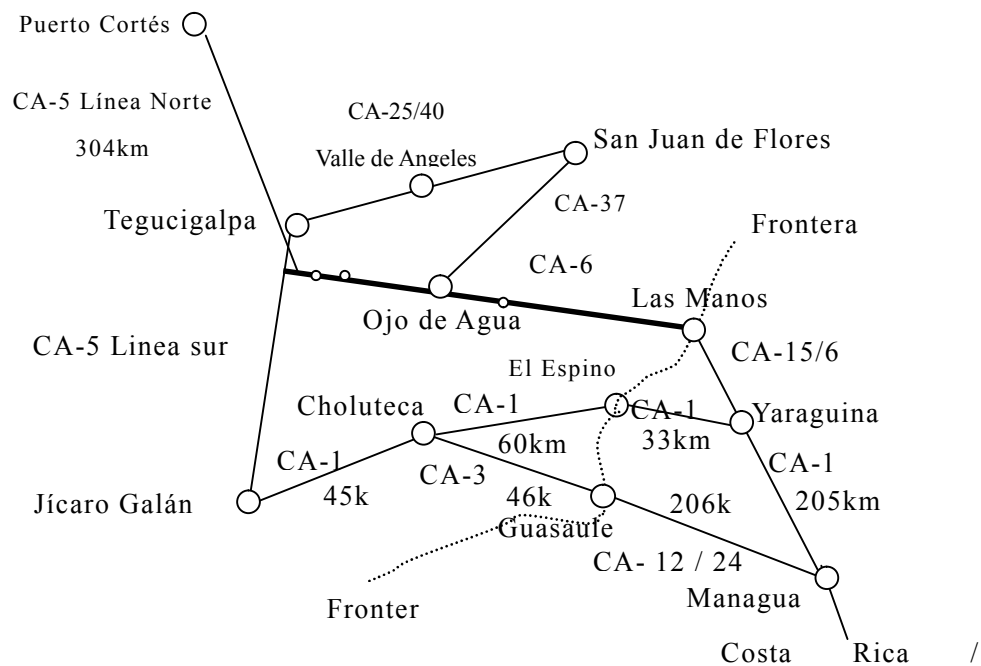 Puerto Cortés
CA-5 Línea Norte
304km
CA-25/40
Valle de Angeles
San Juan de Flores
Tegucigalpa
CA-37
Frontera
CA-6
Las Manos
Ojo de Agua
CA-5 Linea sur
CA-15/6
El Espino
Choluteca
CA-1
CA-1
Yaraguina
60km
33km
CA-1
CA-3
CA-1
45k
46k
206k
205km
Jícaro Galán
Guasaule
CA- 12 / 24
Managua
Fronter
Costa Rica /